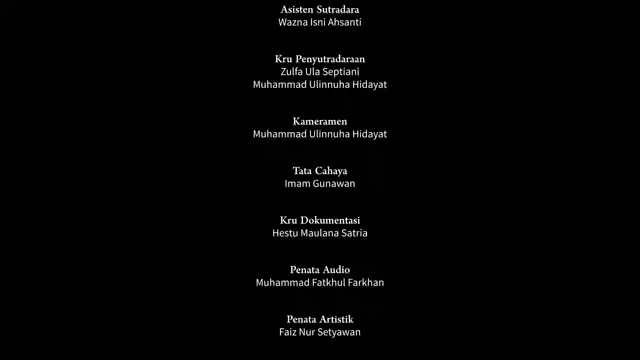 Asisten Sutradara
Wazna Isni Ahsanti
Kru Penyutradaraan
Zulfa Ula Septiani
Muhammad Ulinnuha Hidayat
Kameramen
Muhammad Ulinnuha Hidayat
Tata Cahaya
Imam Gunawan
Kru Dokumentasi
Hestu Maulana Satria
Penata Audio
Muhammad Fatkhul Farkhan
Penata Artistik
Faiz Nur Setyawan